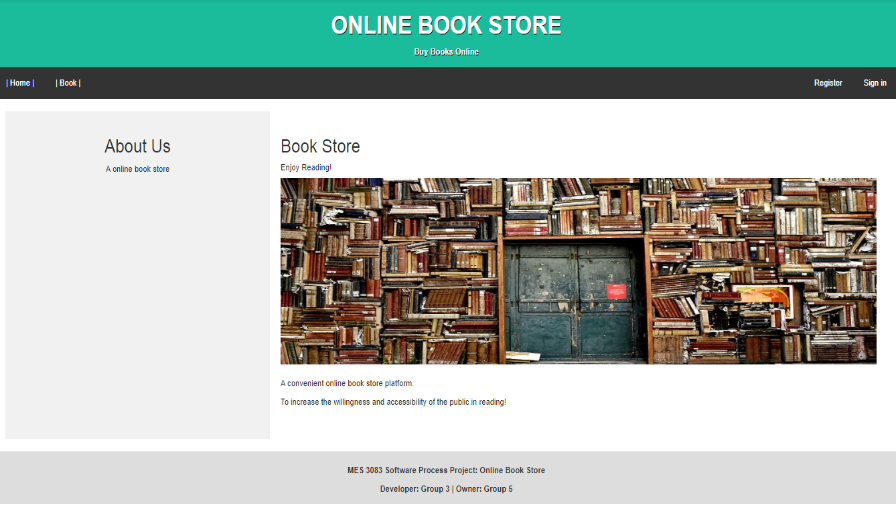 ONLINE BOOK STORE
Buy Books Online
| Home | | Book | Register Sign in
About Us
A online book store
Book Store
Enjoy Reading!
A convenient online book store platform.
To increase the willingness and accessibility of the public in reading!
MES 3083 Software Process Project: Online Book Store
Developer: Group 3 | Owner: Group 5